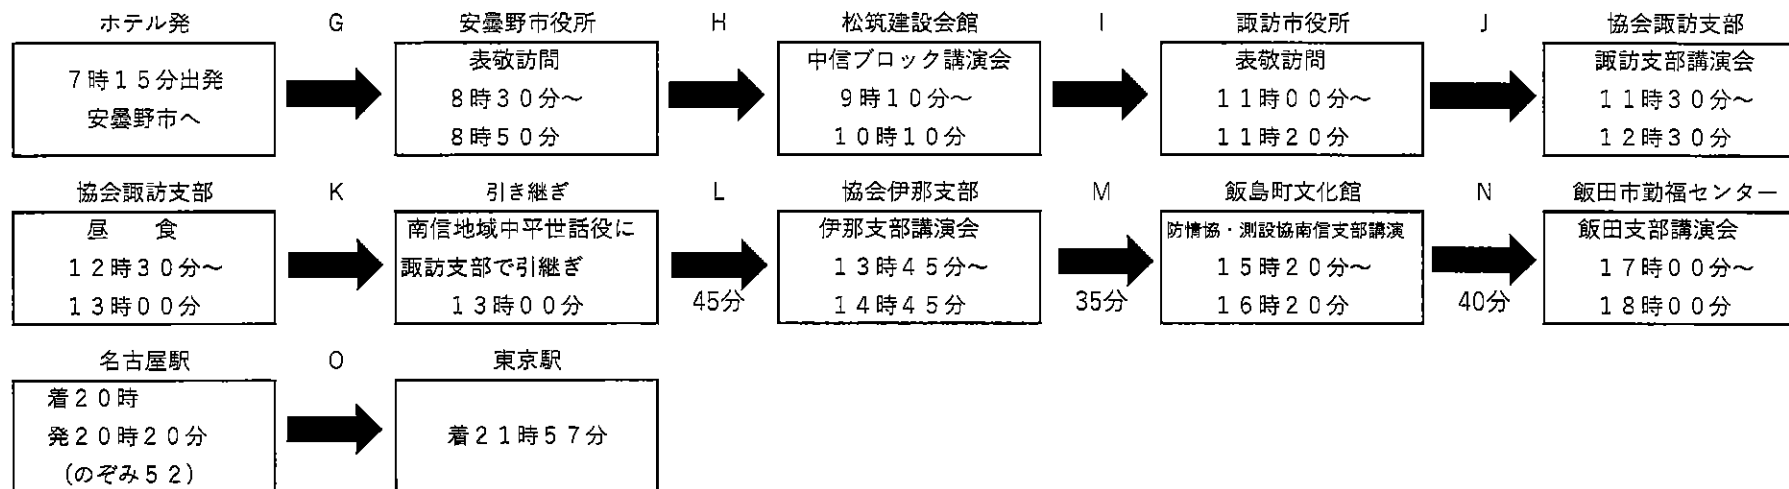 ホテル発 G 安曇野市役所 H 松筑建設会館 I 諏訪市役所 J 協会諏訪支部
7時15分出発
安曇野市へ
表敬訪問
8時30分～
8時50分
中信ブロック講演会
9時10分～
10時10分
表敬訪問
11時00分～
11時20分
諏訪支部講演会
11時30分～
12時30分
協会諏訪支部 K 引き継ぎ L 協会伊那支部 M 飯島町文化館 N 飯田市勤福センター
昼 食
12時30分～
13時00分
南信地域中平世話役に
諏訪支部で引継ぎ
13時00分
45分
伊那支部講演会
13時45分～
14時45分
35分
防情協・測設協南信支部講演
15時20分～
16時20分
40分
飯田支部講演会
17時00分～
18時00分
名古屋駅 O 東京駅
着20時
発20時20分
(のぞみ52)
着21時57分